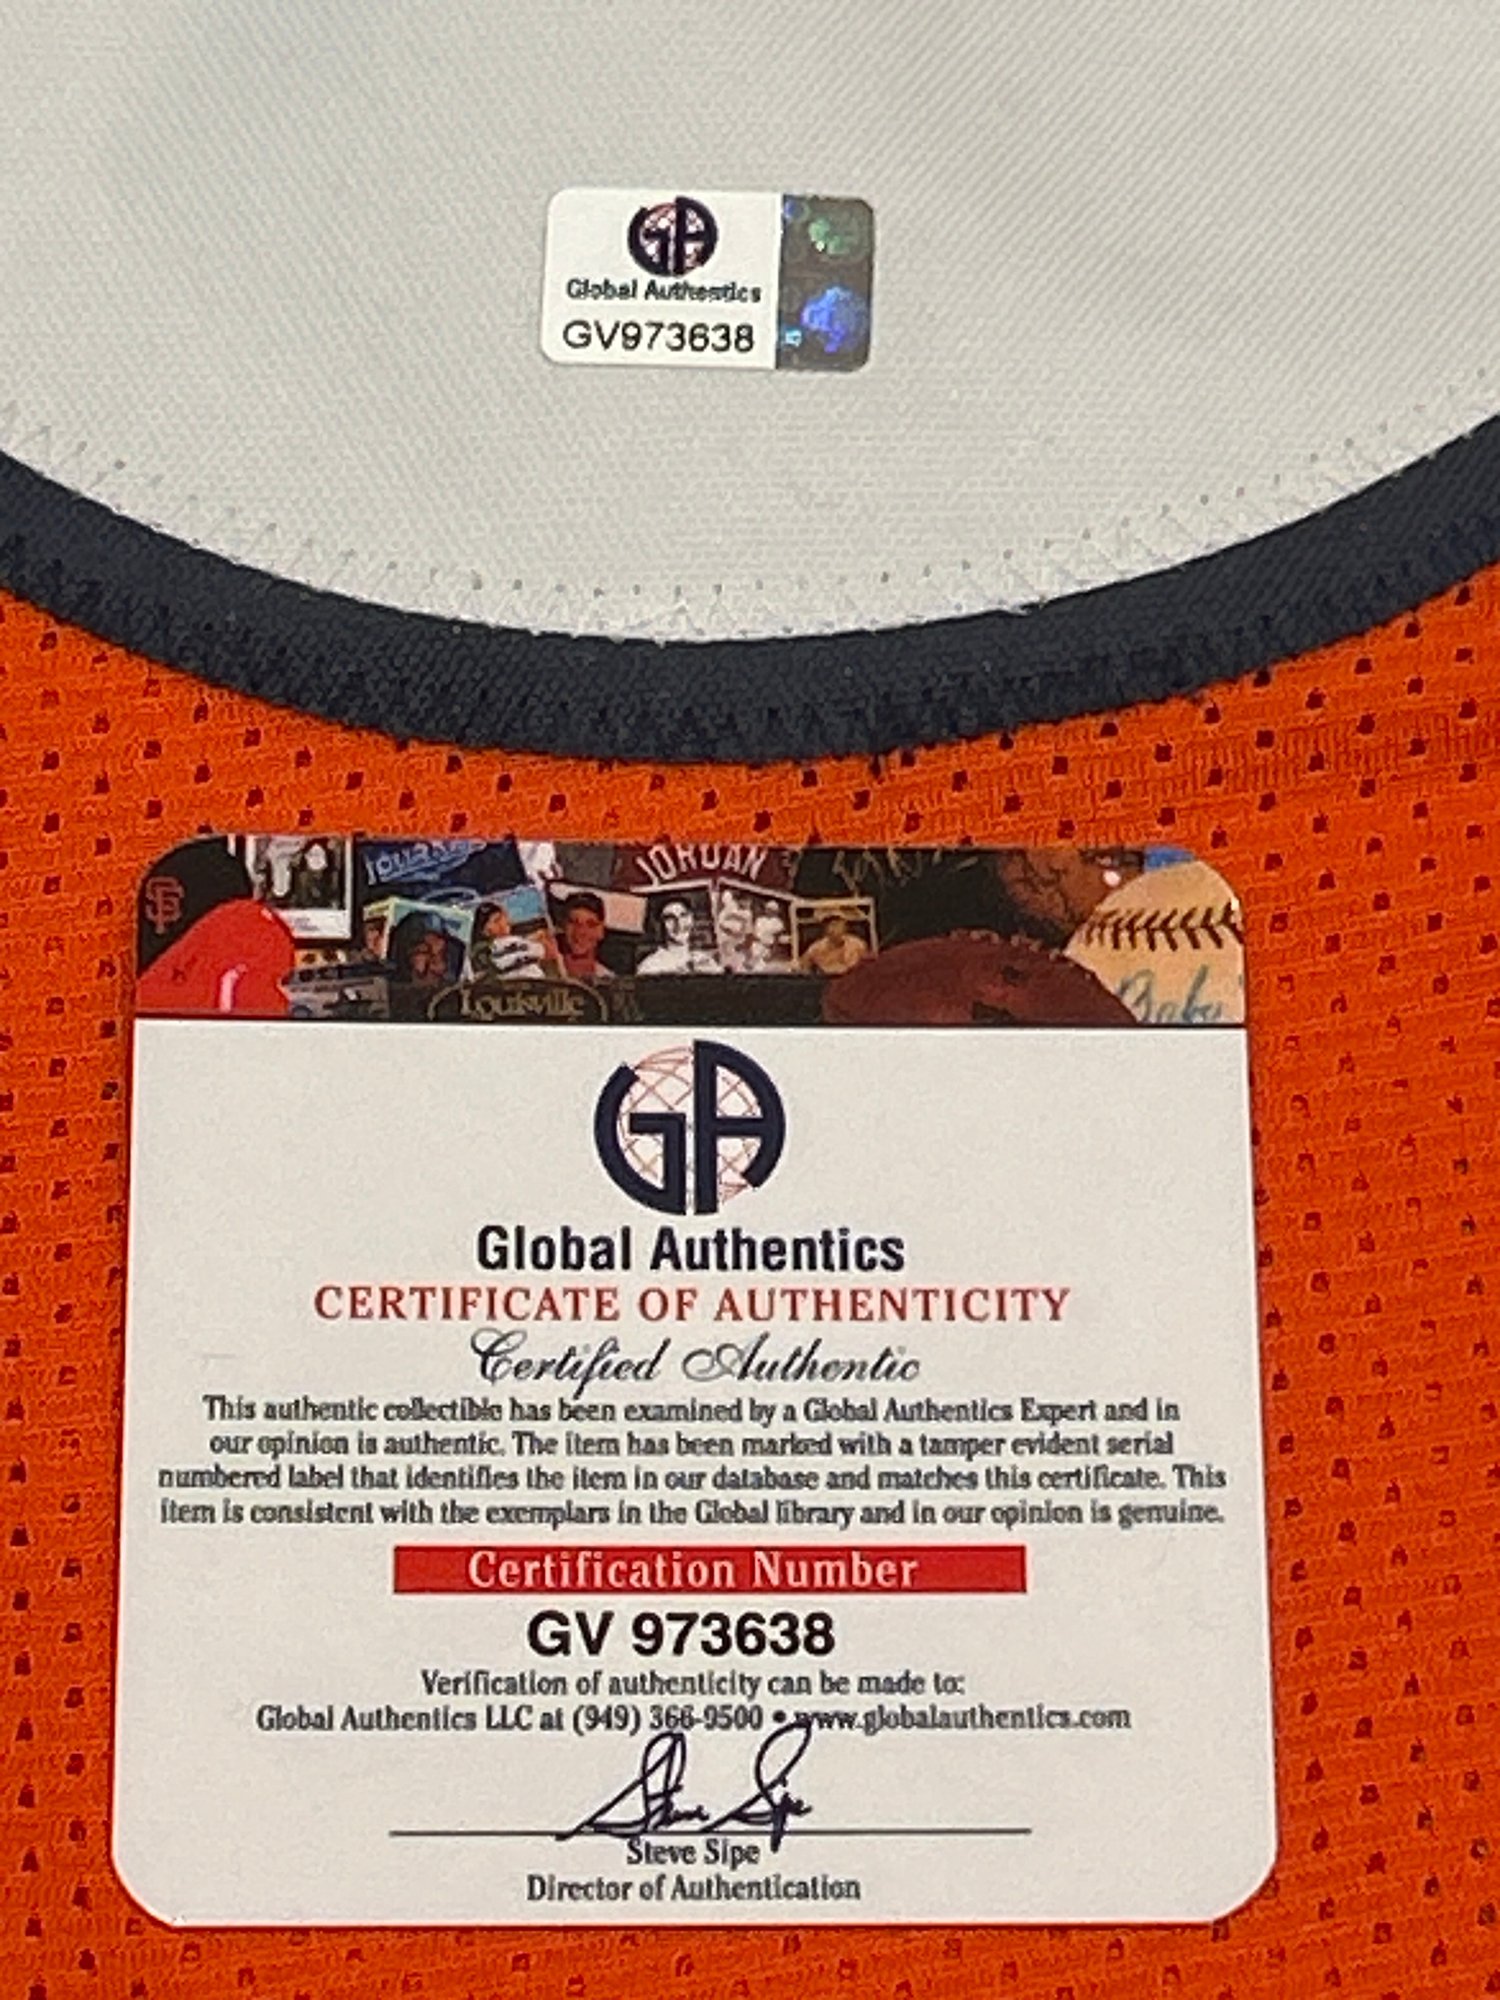 GA
Global Authentics
GV973638
JORDAN
SF
Louisville
Baby
GA
Global Authentics
CERTIFICATE OF AUTHENTICITY
Certified Authentic
This authentic collectible has been examined by a Global Authentics Expert and in
our opinion is authentic. The item has been marked with a tamper evident serial
numbered label that identifies the item in our database and matches this certificate. This
item is consistent with the exemplars in the Global library and in our opinion is genuine.
Certification Number
GV 973638
Verification of authenticity can be made to:
Global Authentics LLC at (949) 366-9500 • www.globalauthentics.com
Steve Sipe
Steve Sipe
Director of Authentication